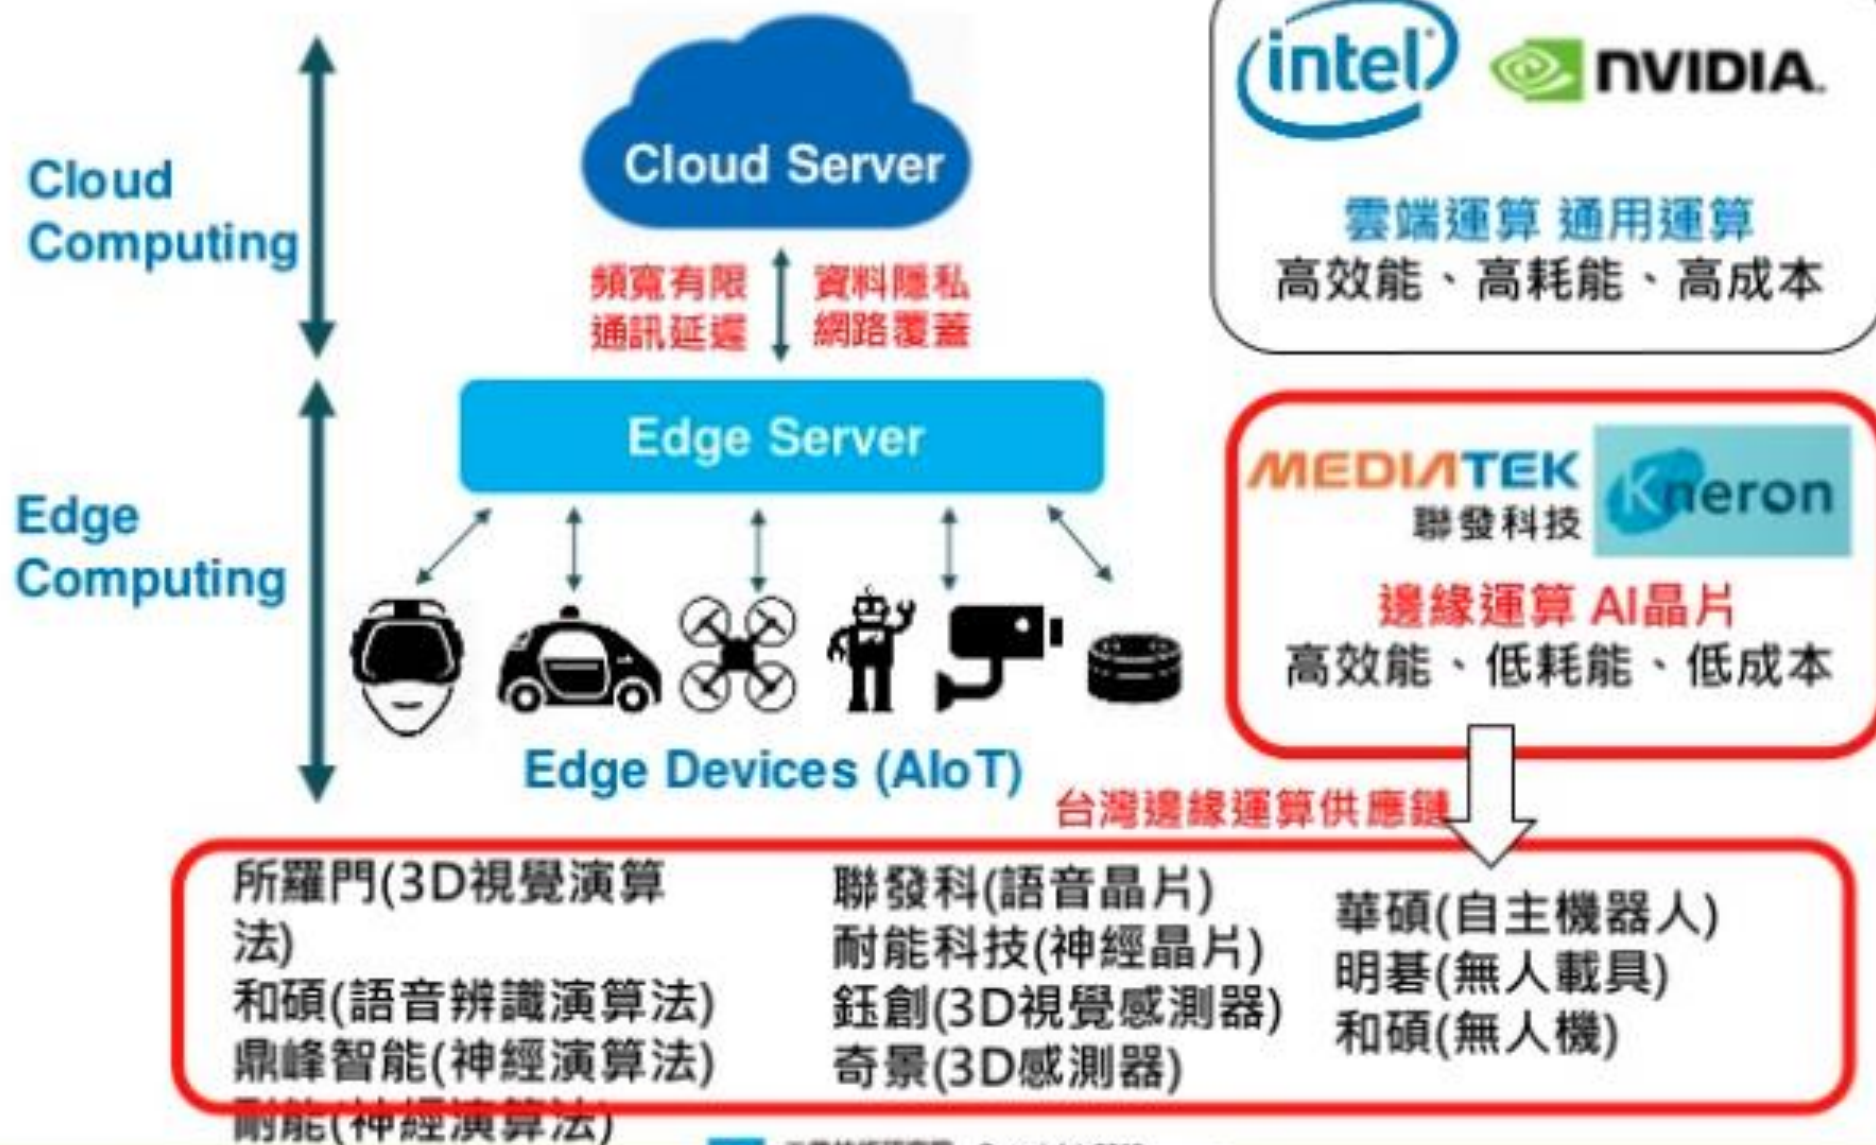 Cloud
Computing
Cloud Server
頻寬有限
通訊延遲
資料隱私
網路覆蓋
intel
NVIDIA.
雲端運算 通用運算
高效能、高耗能、高成本
Edge
Computing
Edge Server
Edge Devices (AIoT)
MEDIATEK
聯發科技
Kneron
邊緣運算 AI晶片
高效能、低耗能、低成本
台灣邊緣運算供應鏈
所羅門(3D視覺演算
法)
和碩(語音辨識演算法)
鼎峰智能(神經演算法)
耐能(神經演算法)
聯發科(語音晶片)
耐能科技(神經晶片)
鈺創(3D視覺感測器)
奇景(3D感測器)
華碩(自主機器人)
明碁(無人載具)
和碩(無人機)